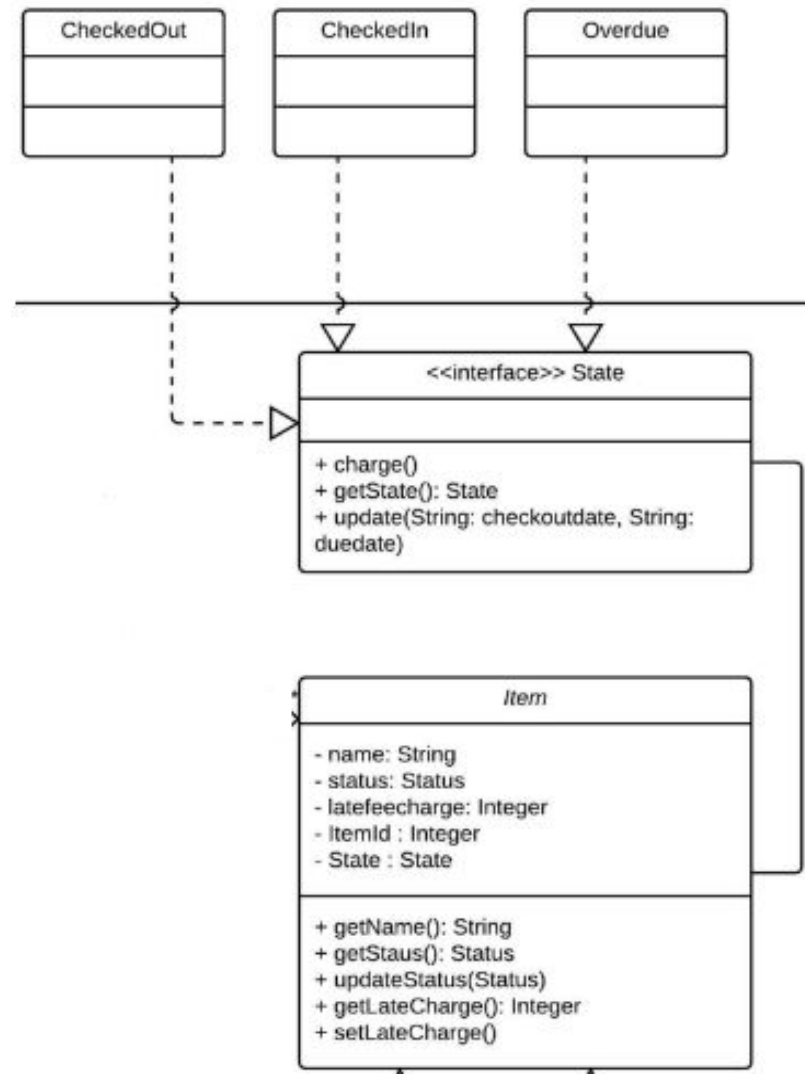 CheckedOut
CheckedIn
Overdue
<<interface>> State
+ charge()
+ getState(): State
+ update(String: checkoutdate, String:
duedate)
*
Item
- name: String
- status: Status
- latefeecharge: Integer
- ItemId : Integer
- State : State
+ getName(): String
+ getStaus(): Status
+ updateStatus(Status)
+ getLateCharge(): Integer
+ setLateCharge()